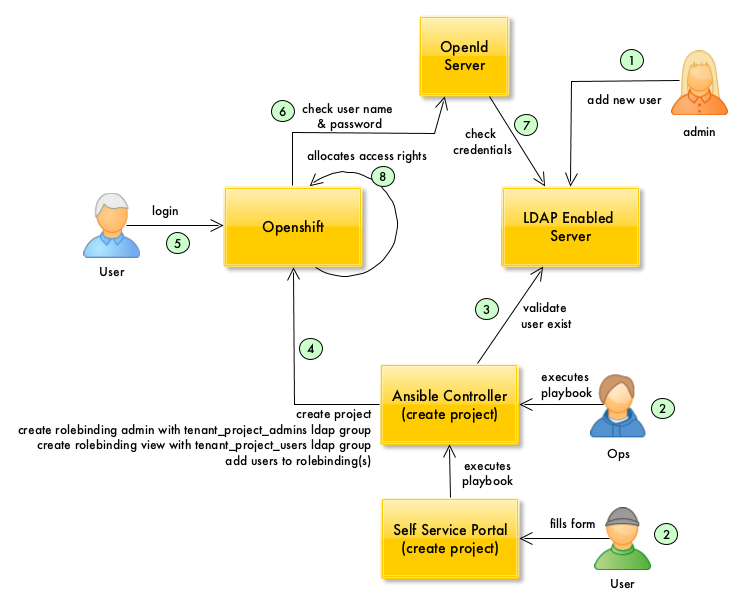 OpenId
Server
1
add new user
admin
6
check user name
& password
7
check
credentials
allocates access rights
8
login
5
User
Openshift
LDAP Enabled
Server
3
validate
user exist
4
Ansible Controller
(create project)
executes
playbook
2
Ops
create project
create rolebinding admin with tenant_project_admins ldap group
create rolebinding view with tenant_project_users ldap group
add users to rolebinding(s)
executes
playbook
Self Service Portal
(create project)
fills form
2
User